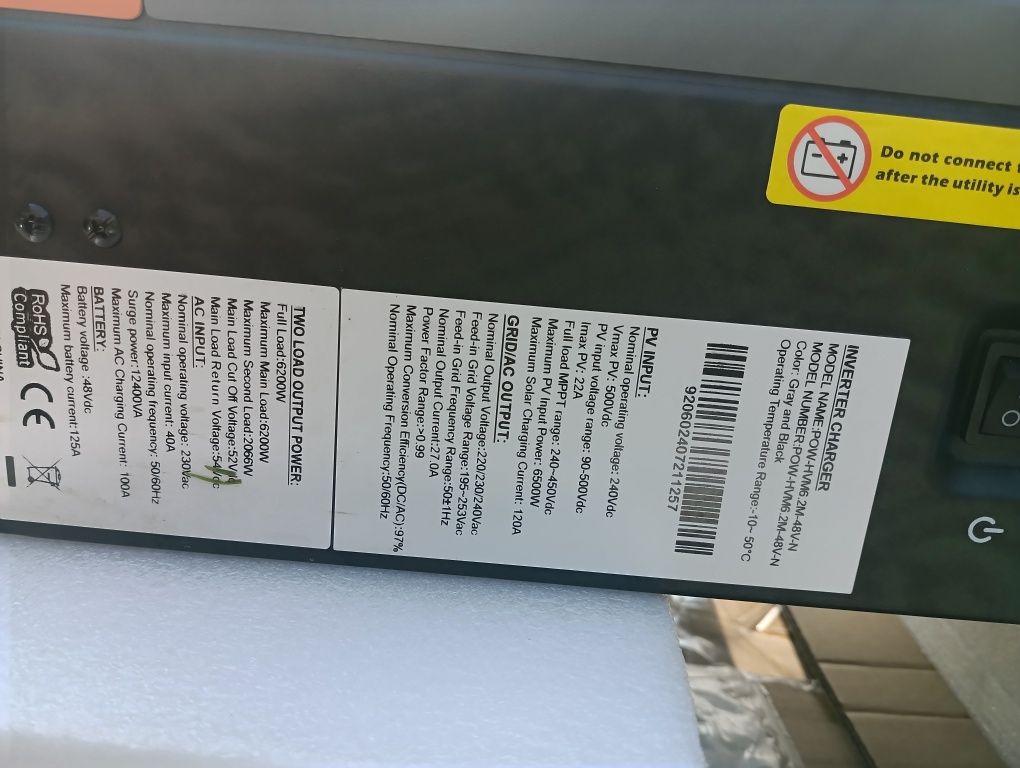 INVERTER CHARGER
MODEL NAME:POW-HVM6.2M-48V-N
MODEL NUMBER:POW-HVM6.2M-48V-N
Color: Gray and Black
Operating Temperature Range:-10~ 50°C
92060240721 1257
PV INPUT:
Nominal operating voltage: 240Vdc
Vmax PV: 500Vdc
PV input voltage range: 90-500Vdc
Imax PV: 22A
Full load MPPT range: 240-450Vdc
Maximum PV Input Power: 6500W
Maximum Solar Charging Current: 120A
GRID/AC OUTPUT:
Nominal Output Voltage:220/230/240Vac
Feed-in Grid Voltage Range:195~253Vac
Feed-in Grid Frequency Range:50±1Hz
Nominal Output Current:27.0A
Power Factor Range:>0.99
Maximum Conversion Efficiency(DC/AC):97%
Nominal Operating Frequency:50/60Hz
TWO LOAD OUTPUT POWER:
Full Load:6200W
Maximum Main Load:6200W
Maximum Second Load:2066W
Main Load Cut Off Voltage:52Vdc
Main Load Return Voltage:54Vdc
AC INPUT:
Nominal operating voltage: 230Vac
Maximum input current: 40A
Nominal operating frequency: 50/60Hz
Surge power:12400VA
Maximum AC Charging Current: 100A
BATTERY:
Battery voltage :48Vdc
Maximum battery current:125A
RoHS
Compliant
CE
Do not connect
after the utility is